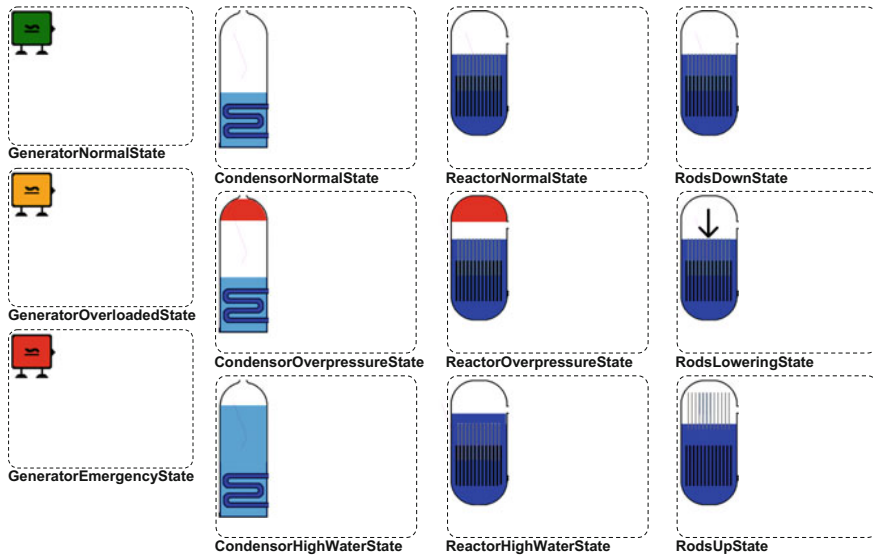 GeneratorNormalState
CondensorNormalState
ReactorNormalState
RodsDownState
GeneratorOverloadedState
CondensorOverpressureState
ReactorOverpressureState
RodsLoweringState
GeneratorEmergencyState
CondensorHighWaterState
ReactorHighWaterState
RodsUpState